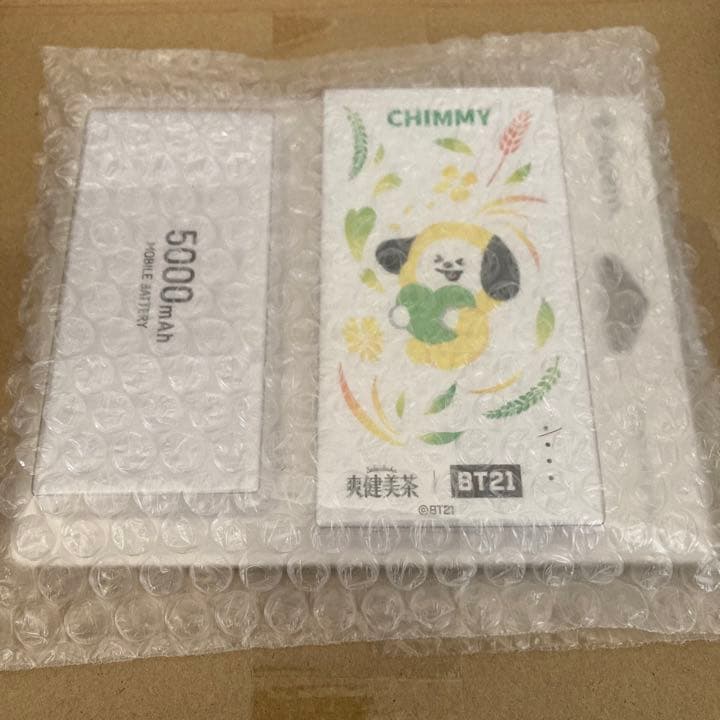 5000mAh
MOBILE BATTERY
CHIMMY
爽健美茶
BT21
©BT21